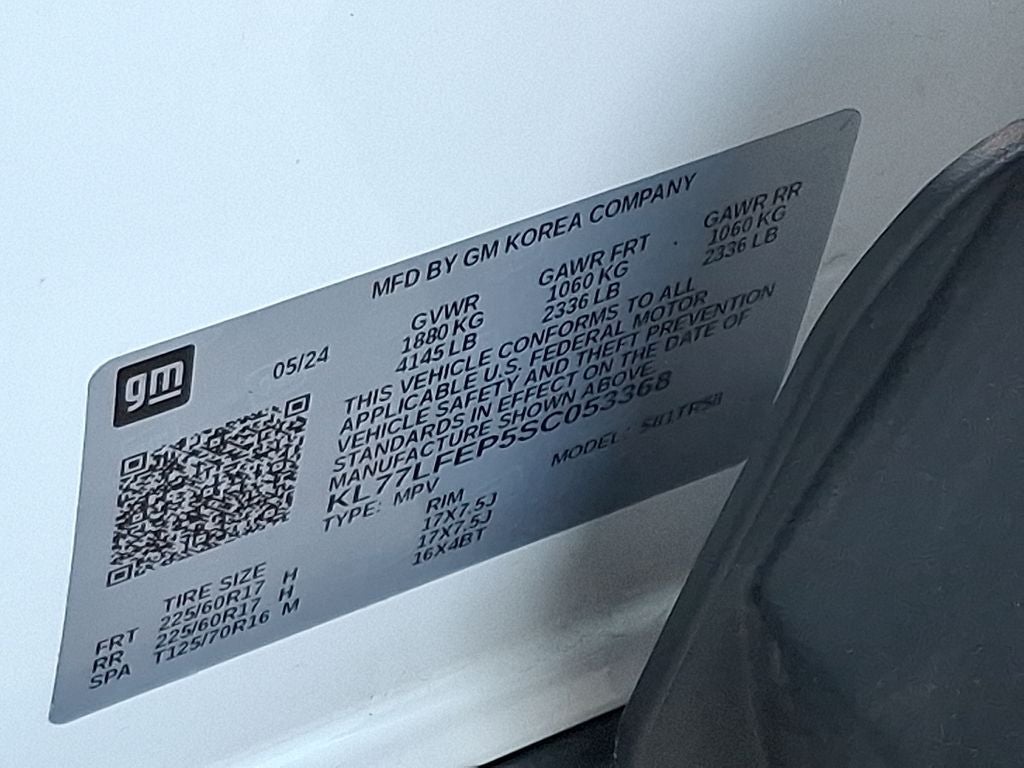 MFD BY GM KOREA COMPANY
gm
05/24
GVWR GAWR FRT GAWR RR
1880 KG 1060 KG 1060 KG
4145 LB 2336 LB 2336 LB
THIS VEHICLE CONFORMS TO ALL
APPLICABLE U.S. FEDERAL MOTOR
VEHICLE SAFETY AND THEFT PREVENTION
STANDARDS IN EFFECT ON THE DATE OF
MANUFACTURE SHOWN ABOVE.
KL77LFEP5SC053368
TYPE: MPV MODEL :
TIRE SIZE RIM
FRT 225/60R17 H 17X7.5J
RR 225/60R17 H 17X7.5J
SPA T125/70R16 M 16X4BT